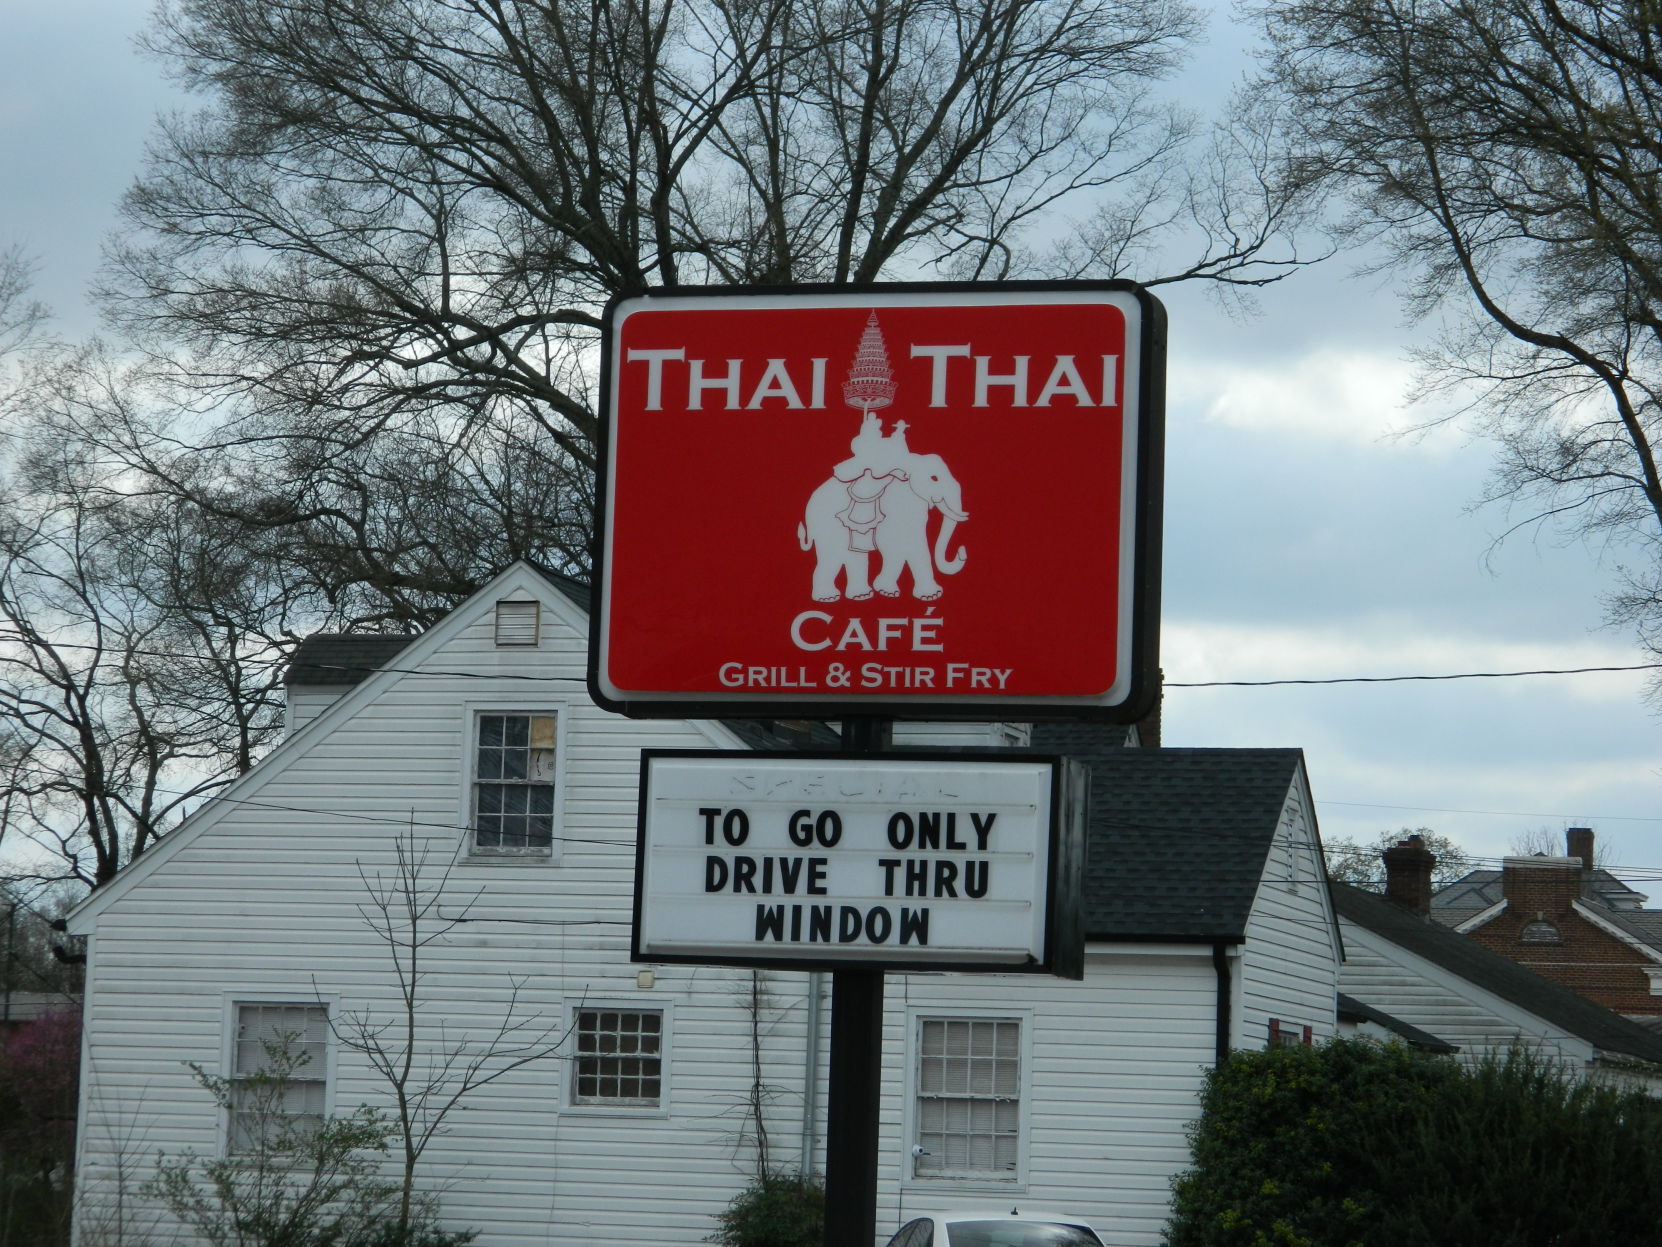 THAI THAI
CAFÉ
GRILL & STIR FRY
TO GO ONLY
DRIVE THRU
WINDOW